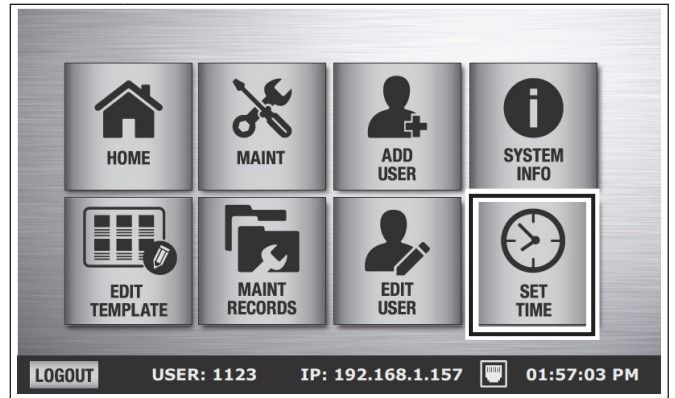 HOME
MAINT
ADD
USER
SYSTEM
INFO
EDIT
TEMPLATE
MAINT
RECORDS
EDIT
USER
SET
TIME
LOGOUT USER: 1123 IP: 192.168.1.157 01:57:03 PM